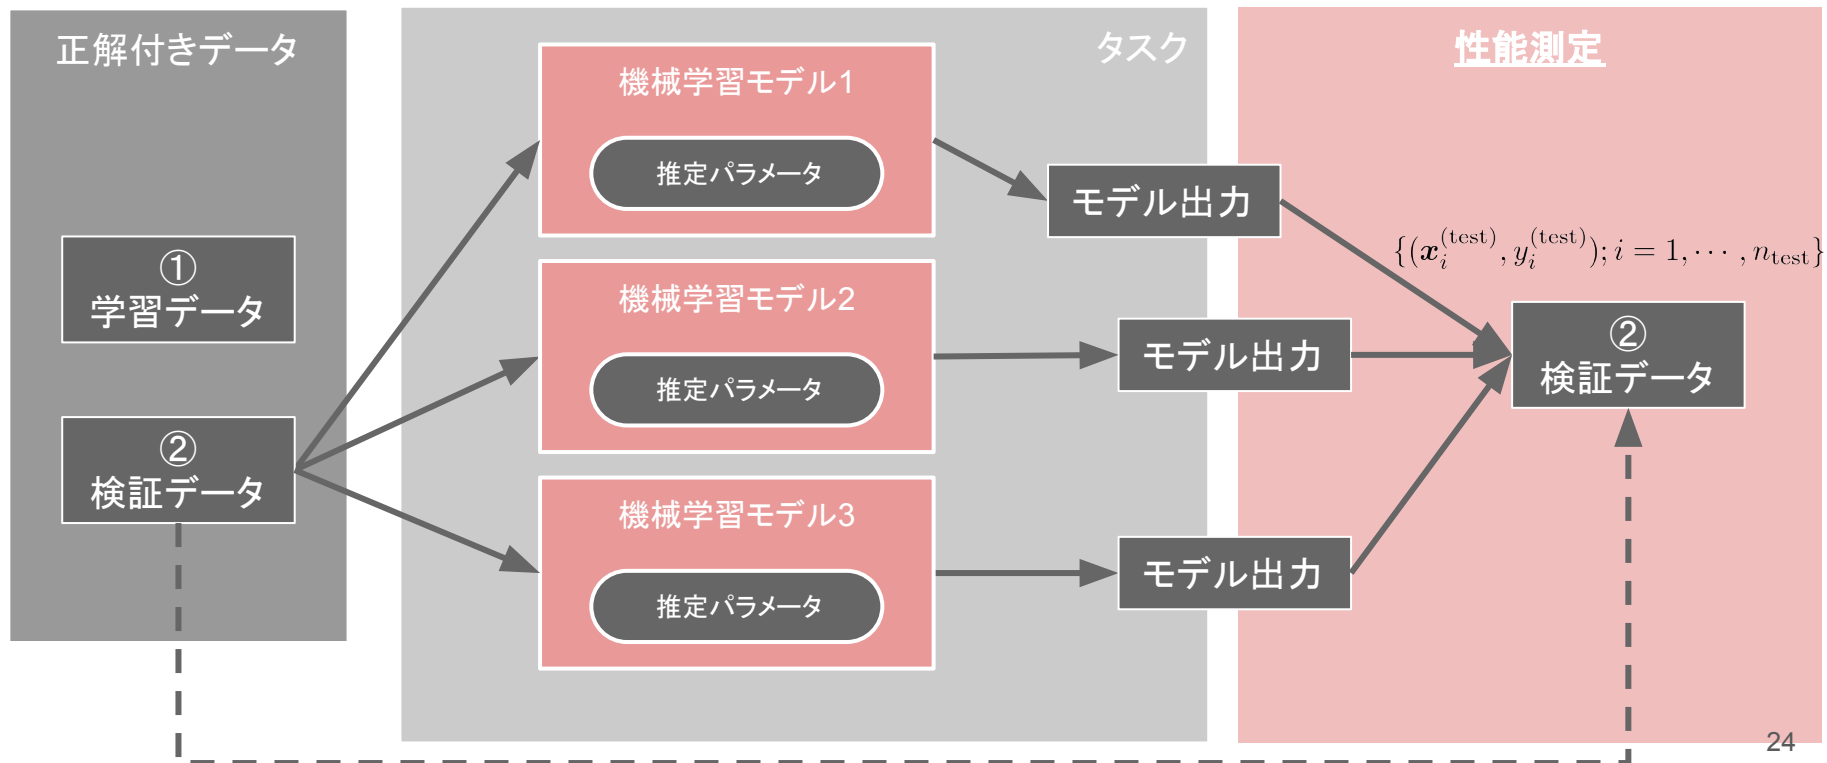 正解付きデータ
①
学習データ
②
検証データ
タスク
機械学習モデル1
推定パラメータ
機械学習モデル2
推定パラメータ
機械学習モデル3
推定パラメータ
モデル出力
モデル出力
モデル出力
性能測定
{(x_i^{(test)}, y_i^{(test)}); i = 1, ⋯ , n_{test}}
②
検証データ
24